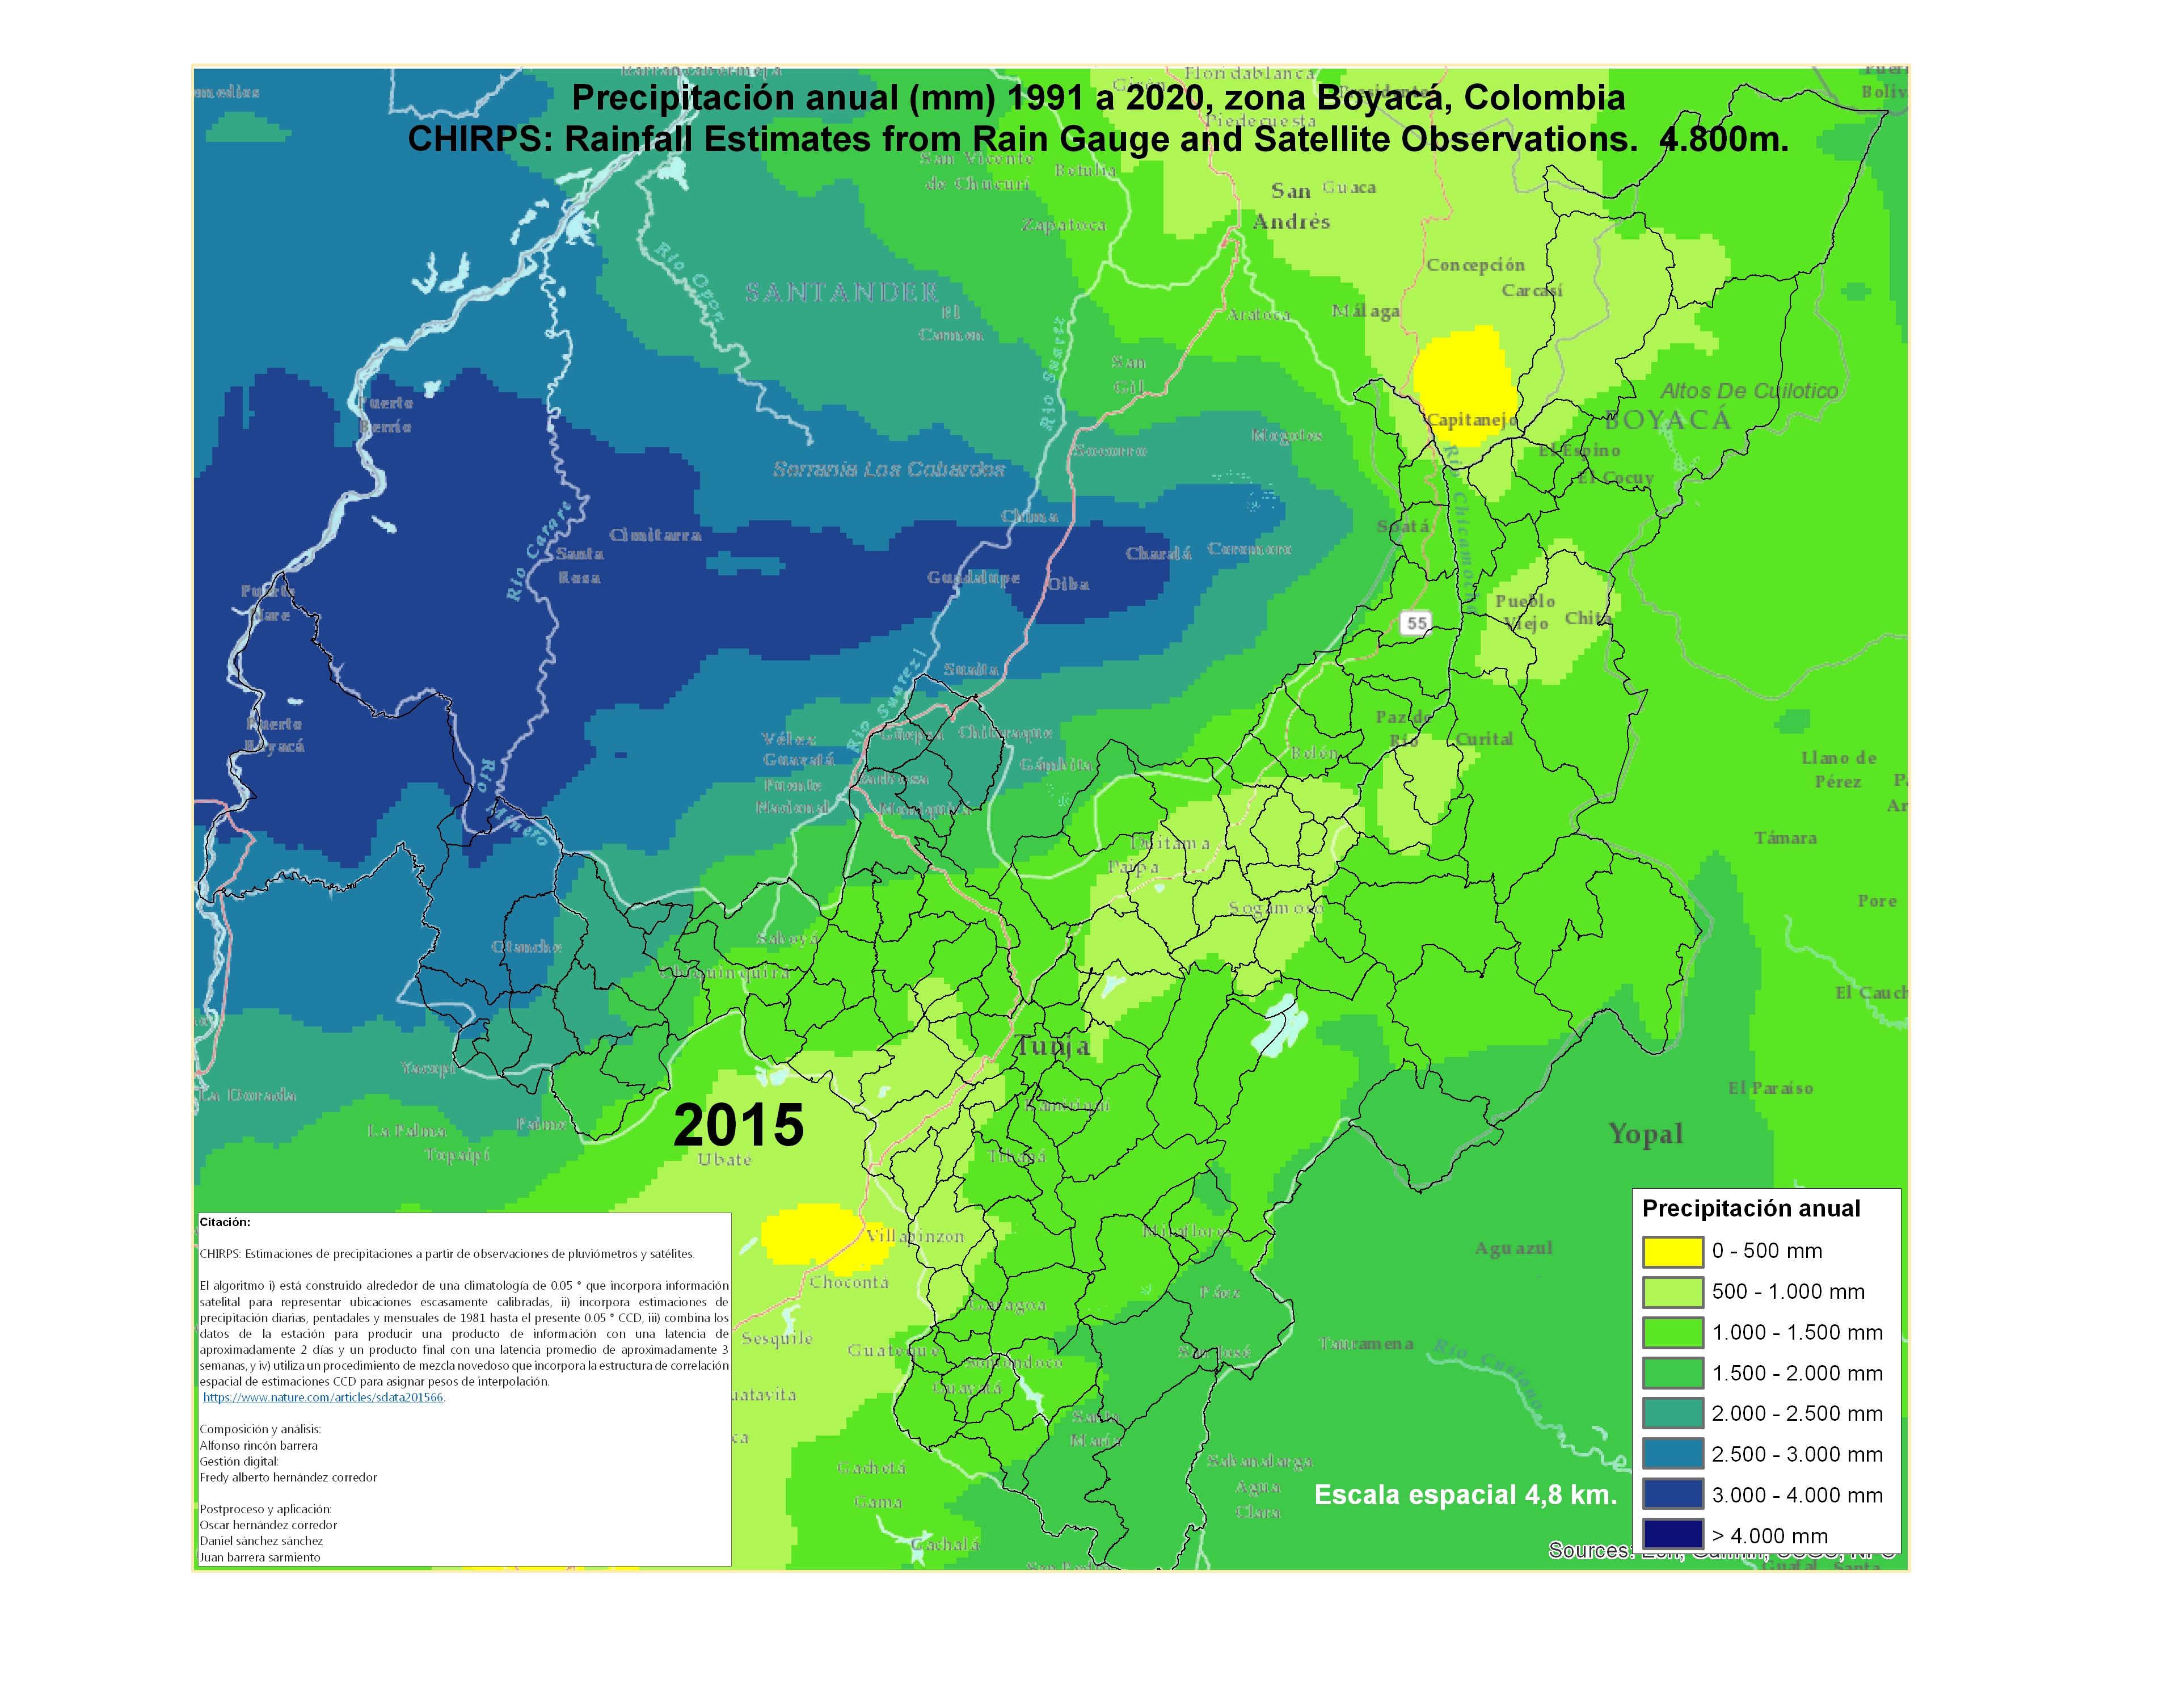 Precipitación anual (mm) 1991 a 2020, zona Boyacá, Colombia
CHIRPS: Rainfall Estimates from Rain Gauge and Satellite Observations. 4.800m.
Floridablanca
Girón
Piedecuesta
San Vicente
de Chucurí
Betulia
Zapatoca
San
Andrés
Guaca
Concepción
Carcasí
Málaga
Río Opon
SANTANDER
El
Carmen
Aratoca
Río Suarez
San
Gil
Puerto
Berrío
Capitanejo
Altos De Cuilotico
BOYACÁ
Mogotes
Socorro
El Espino
El Cocuy
Serranía Los Cobardos
Río Carare
Cimitarra
Santa
Rosa
Chima
Charalá
Coromoro
Soatá
Río Chicamocha
Guadalupe
Oiba
Pueblo
Viejo
Chita
55
Suaita
Río Suarez
Puerto
Boyacá
Vélez
Guavatá
Puente
Nacional
Güepsa
Chitaraque
Barbosa
Moniquirá
Gámbita
Belén
Paz de
Río
Curital
Llano de
Pérez
Támara
Río Minero
Duitama
Paipa
Sogamoso
Pore
Otanche
Saboyá
Chiquinquirá
El Cauch
Tunja
Yacopí
La Dorada
La Palma
Topaipí
Palme
2015
Ubaté
Ramiriquí
Tibaná
El Paraíso
Yopal
Villapinzon
Chocontá
Miraflores
Aguazul
Sesquile
Guateque
Garagoa
Páez
Somondoco
San José
Tauramena
Río Cusiana
Guayatá
uatavita
Santa
María
ca
Gachetá
Gama
Gachalá
Sabanalarga
Agua
Clara
Escala espacial 4,8 km.
Citación:
CHIRPS: Estimaciones de precipitaciones a partir de observaciones de pluviómetros y satélites.
El algoritmo i) está construido alrededor de una climatología de 0.05 ° que incorpora información
satelital para representar ubicaciones escasamente calibradas, ii) incorpora estimaciones de
precipitación diarias, pentadales y mensuales de 1981 hasta el presente 0.05 ° CCD, iii) combina los
datos de la estación para producir una producto de información con una latencia de
aproximadamente 2 días y un producto final con una latencia promedio de aproximadamente 3
semanas, y iv) utiliza un procedimiento de mezcla novedoso que incorpora la estructura de correlación
espacial de estimaciones CCD para asignar pesos de interpolación.
https://www.nature.com/articles/sdata201566.
Composición y análisis:
Alfonso rincón barrera
Gestión digital:
Fredy alberto hernández corredor
Postproceso y aplicación:
Oscar hernández corredor
Daniel sánchez sánchez
Juan barrera sarmiento
Precipitación anual
0 - 500 mm
500 - 1.000 mm
1.000 - 1.500 mm
1.500 - 2.000 mm
2.000 - 2.500 mm
2.500 - 3.000 mm
3.000 - 4.000 mm
> 4.000 mm
Sources: